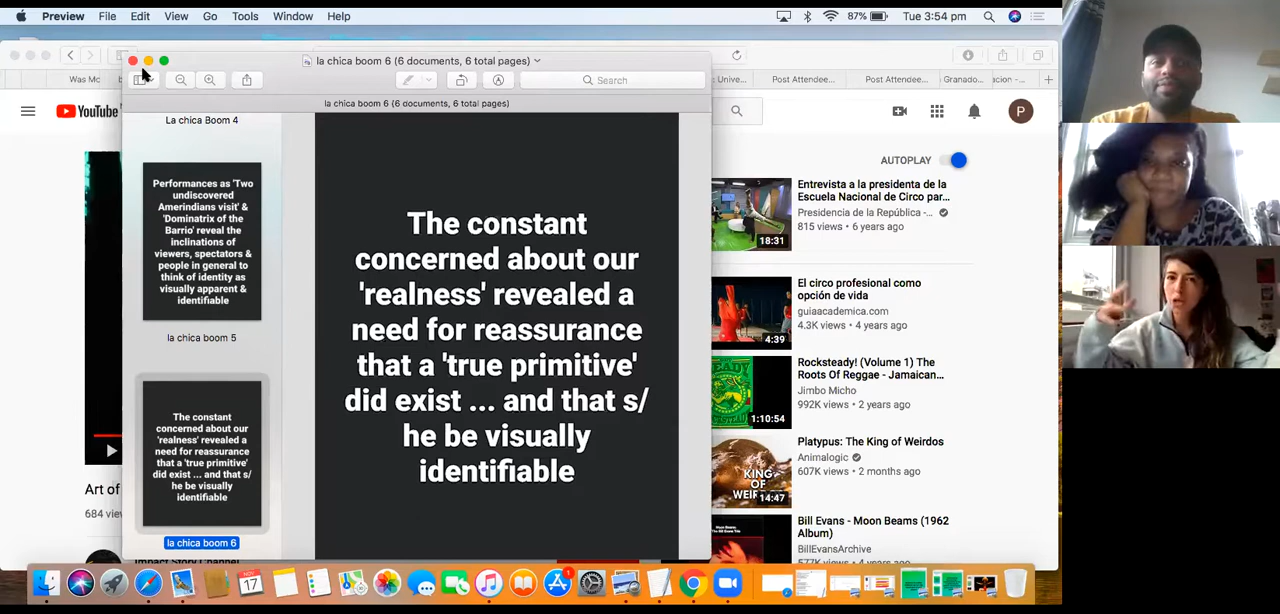 Preview File Edit View Go Tools Window Help
87% Tue 3:54 pm
la chica boom 6 (6 documents, 6 total pages)
Search
la chica boom 6 (6 documents, 6 total pages)
Was Mc
Unive...
Post Attendee...
Post Attendee...
Granado...
YouTube
P
La chica Boom 4
Performances as 'Two
undiscovered
Amerindians visit' &
'Dominatrix of the
Barrio' reveal the
inclinations of
viewers, spectators &
people in general to
think of identity as
visually apparent &
identifiable
la chica boom 5
The constant
concerned about our
'realness' revealed a
need for reassurance
that a 'true primitive'
did exist ... and that s/
he be visually
identifiable
la chica boom 6
The constant
concerned about our
'realness' revealed a
need for reassurance
that a 'true primitive'
did exist ... and that s/
he be visually
identifiable
AUTOPLAY
Entrevista a la presidenta de la
Escuela Nacional de Circo par...
Presidencia de la República -...
815 views • 6 years ago
18:31
El circo profesional como
opción de vida
guiaacademica.com
4.3K views • 4 years ago
4:39
Rocksteady! (Volume 1) The
Roots Of Reggae - Jamaican...
Jimbo Micho
992K views • 2 years ago
1:10:54
Platypus: The King of Weirdos
Animalogic
607K views • 2 months ago
KING
OF
WEIR
14:47
Bill Evans - Moon Beams (1962
Album)
BillEvansArchive
Art of
684 view
Impact Story Channel
NOV
17
1